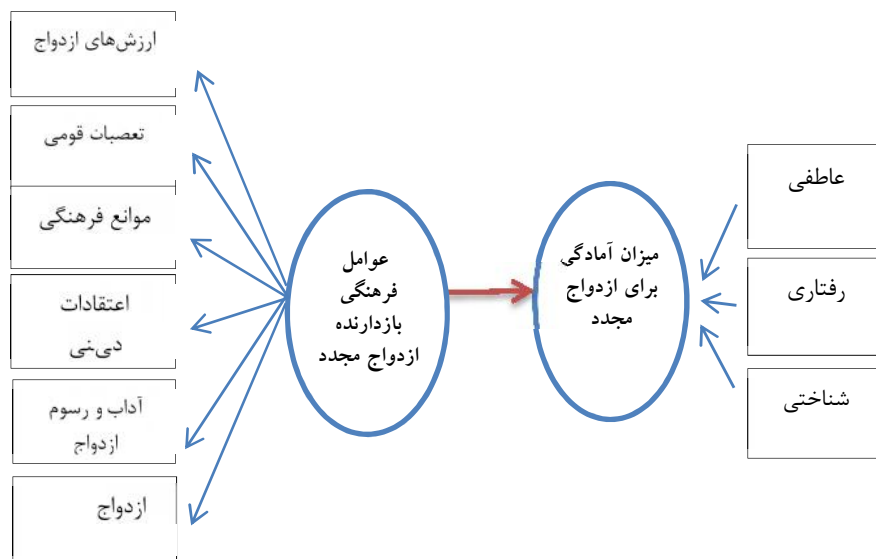 ارزش‌های ازدواج
تعصبات قومی
موانع فرهنگی
اعتقادات
دی‌نی
آداب و رسوم
ازدواج
ازدواج
عوامل
فرهنگی
بازدارنده
ازدواج مجدد
میزان آمادگی
برای ازدواج
مجدد
عاطفی
رفتاری
شناختی